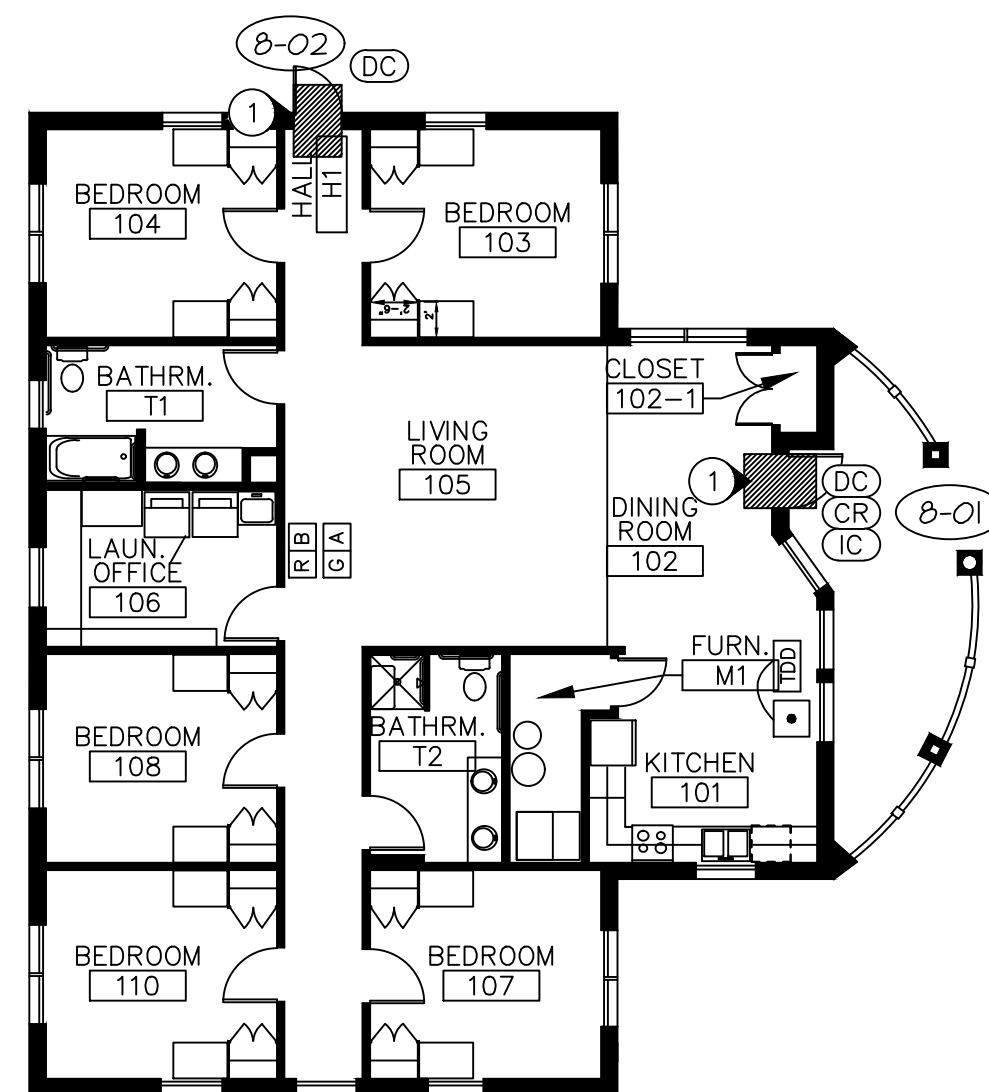 8-02
DC
1
HALL
H1
BEDROOM
104
BEDROOM
103
2'-6"
2'
BATHRM.
T1
CLOSET
102-1
LIVING
ROOM
105
1
DC
CR
IC
8-01
DINING
ROOM
102
R B
G A
LAUN.
OFFICE
106
FURN.
M1
TDD
BATHRM.
T2
BEDROOM
108
KITCHEN
101
BEDROOM
110
BEDROOM
107